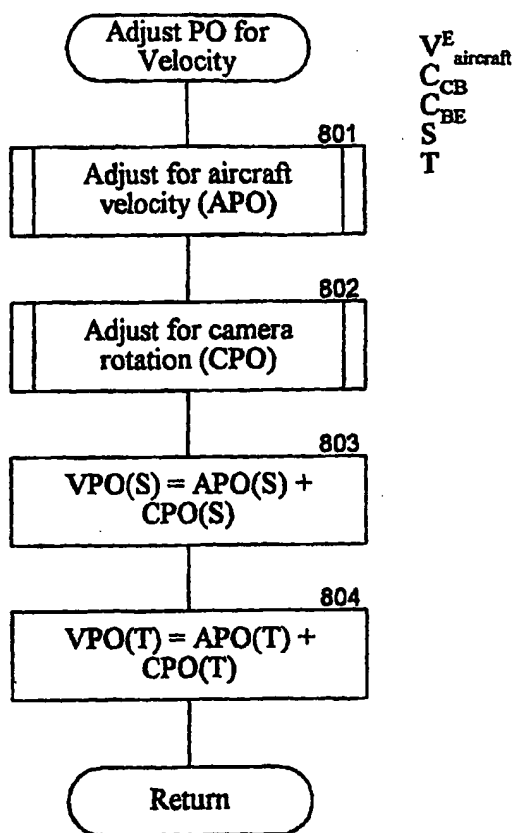 Adjust PO for
Velocity
V^E_aircraft
C_CB
C_BE
S
T
801
Adjust for aircraft
velocity (APO)
802
Adjust for camera
rotation (CPO)
803
VPO(S) = APO(S) +
CPO(S)
804
VPO(T) = APO(T) +
CPO(T)
Return